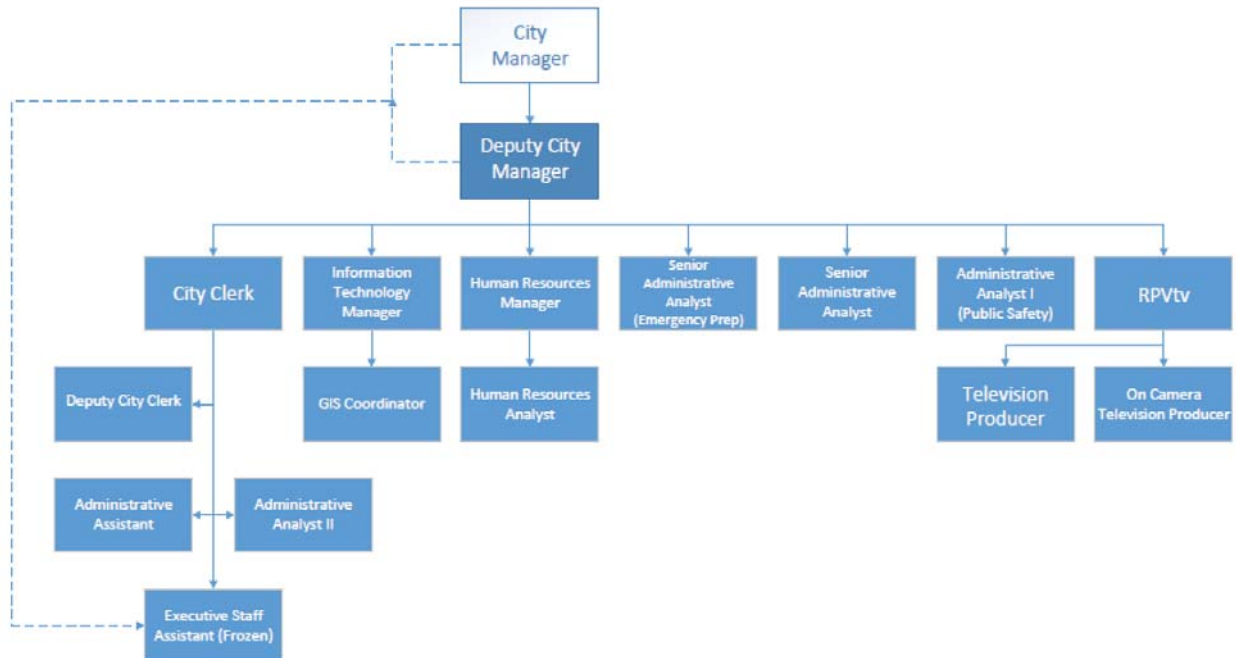 City
Manager
Deputy City
Manager
City Clerk
Information
Technology
Manager
Human Resources
Manager
Senior
Administrative
Analyst
(Emergency Prep)
Senior
Administrative
Analyst
Administrative
Analyst I
(Public Safety)
RPVtv
Deputy City Clerk
GIS Coordinator
Human Resources
Analyst
Television
Producer
On Camera
Television Producer
Administrative
Assistant
Administrative
Analyst II
Executive Staff
Assistant (Frozen)